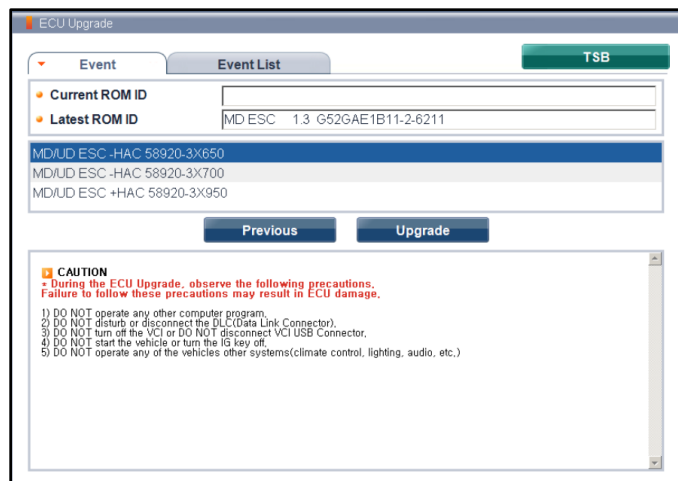 ECU Upgrade
Event
Event List
TSB
Current ROM ID
Latest ROM ID MD ESC 1.3 G52GAE1B11-2-6211
MD/UD ESC -HAC 58920-3X650
MD/UD ESC -HAC 58920-3X700
MD/UD ESC +HAC 58920-3X950
Previous
Upgrade
CAUTION
* During the ECU Upgrade, observe the following precautions,
Failure to follow these precautions may result in ECU damage,
1) DO NOT operate any other computer program,
2) DO NOT disturb or disconnect the DLC(Data Link Connector),
3) DO NOT turn off the VCI or DO NOT disconnect VCI USB Connector,
4) DO NOT start the vehicle or turn the IG key off,
5) DO NOT operate any of the vehicles other systems(climate control, lighting, audio, etc,)